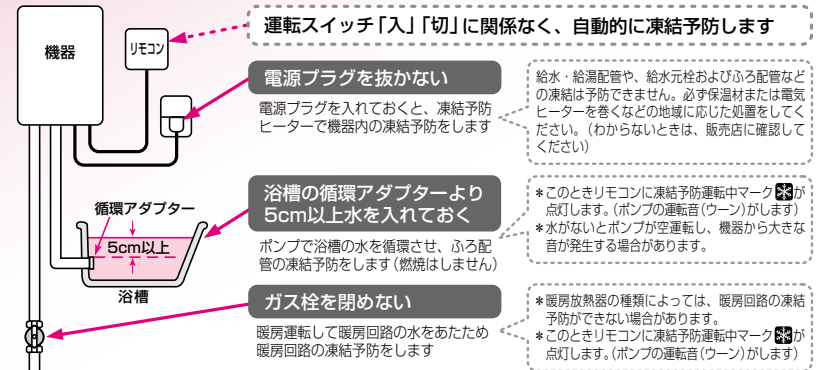 機器
リモコン
運転スイッチ「入」「切」に関係なく、自動的に凍結予防します
電源プラグを抜かない
電源プラグを入れておくと、凍結予防
ヒーターで機器内の凍結予防をします
給水・給湯配管や、給水元栓およびふろ配管など
の凍結は予防できません。必ず保温材または電気
ヒーターを巻くなどの地域に応じた処置をしてく
ださい。（わからないときは、販売店に確認して
ください）
循環アダプター
5cm以上
浴槽
浴槽の循環アダプターより
5cm以上水を入れておく
ポンプで浴槽の水を循環させ、ふろ配
管の凍結予防をします（燃焼はしません）
＊このときリモコンに凍結予防運転中マークが
点灯します。（ポンプの運転音（ウーン）がします）
＊水がないとポンプが空運転し、機器から大きな
音が発生する場合があります。
ガス栓を閉めない
暖房運転して暖房回路の水をあたため
暖房回路の凍結予防をします
＊暖房放熱器の種類によっては、暖房回路の凍結
予防ができない場合があります。
＊このときリモコンに凍結予防運転中マークが
点灯します。（ポンプの運転音（ウーン）がします）